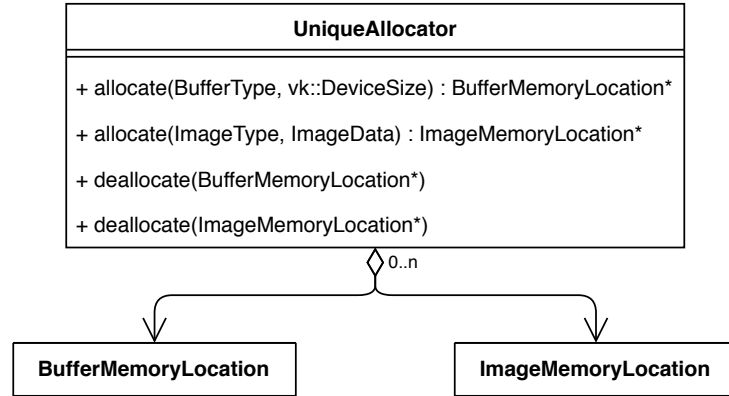 UniqueAllocator
+ allocate(BufferType, vk::DeviceSize) : BufferMemoryLocation*
+ allocate(ImageType, ImageData) : ImageMemoryLocation*
+ deallocate(BufferMemoryLocation*)
+ deallocate(ImageMemoryLocation*)
0..n
BufferMemoryLocation
ImageMemoryLocation